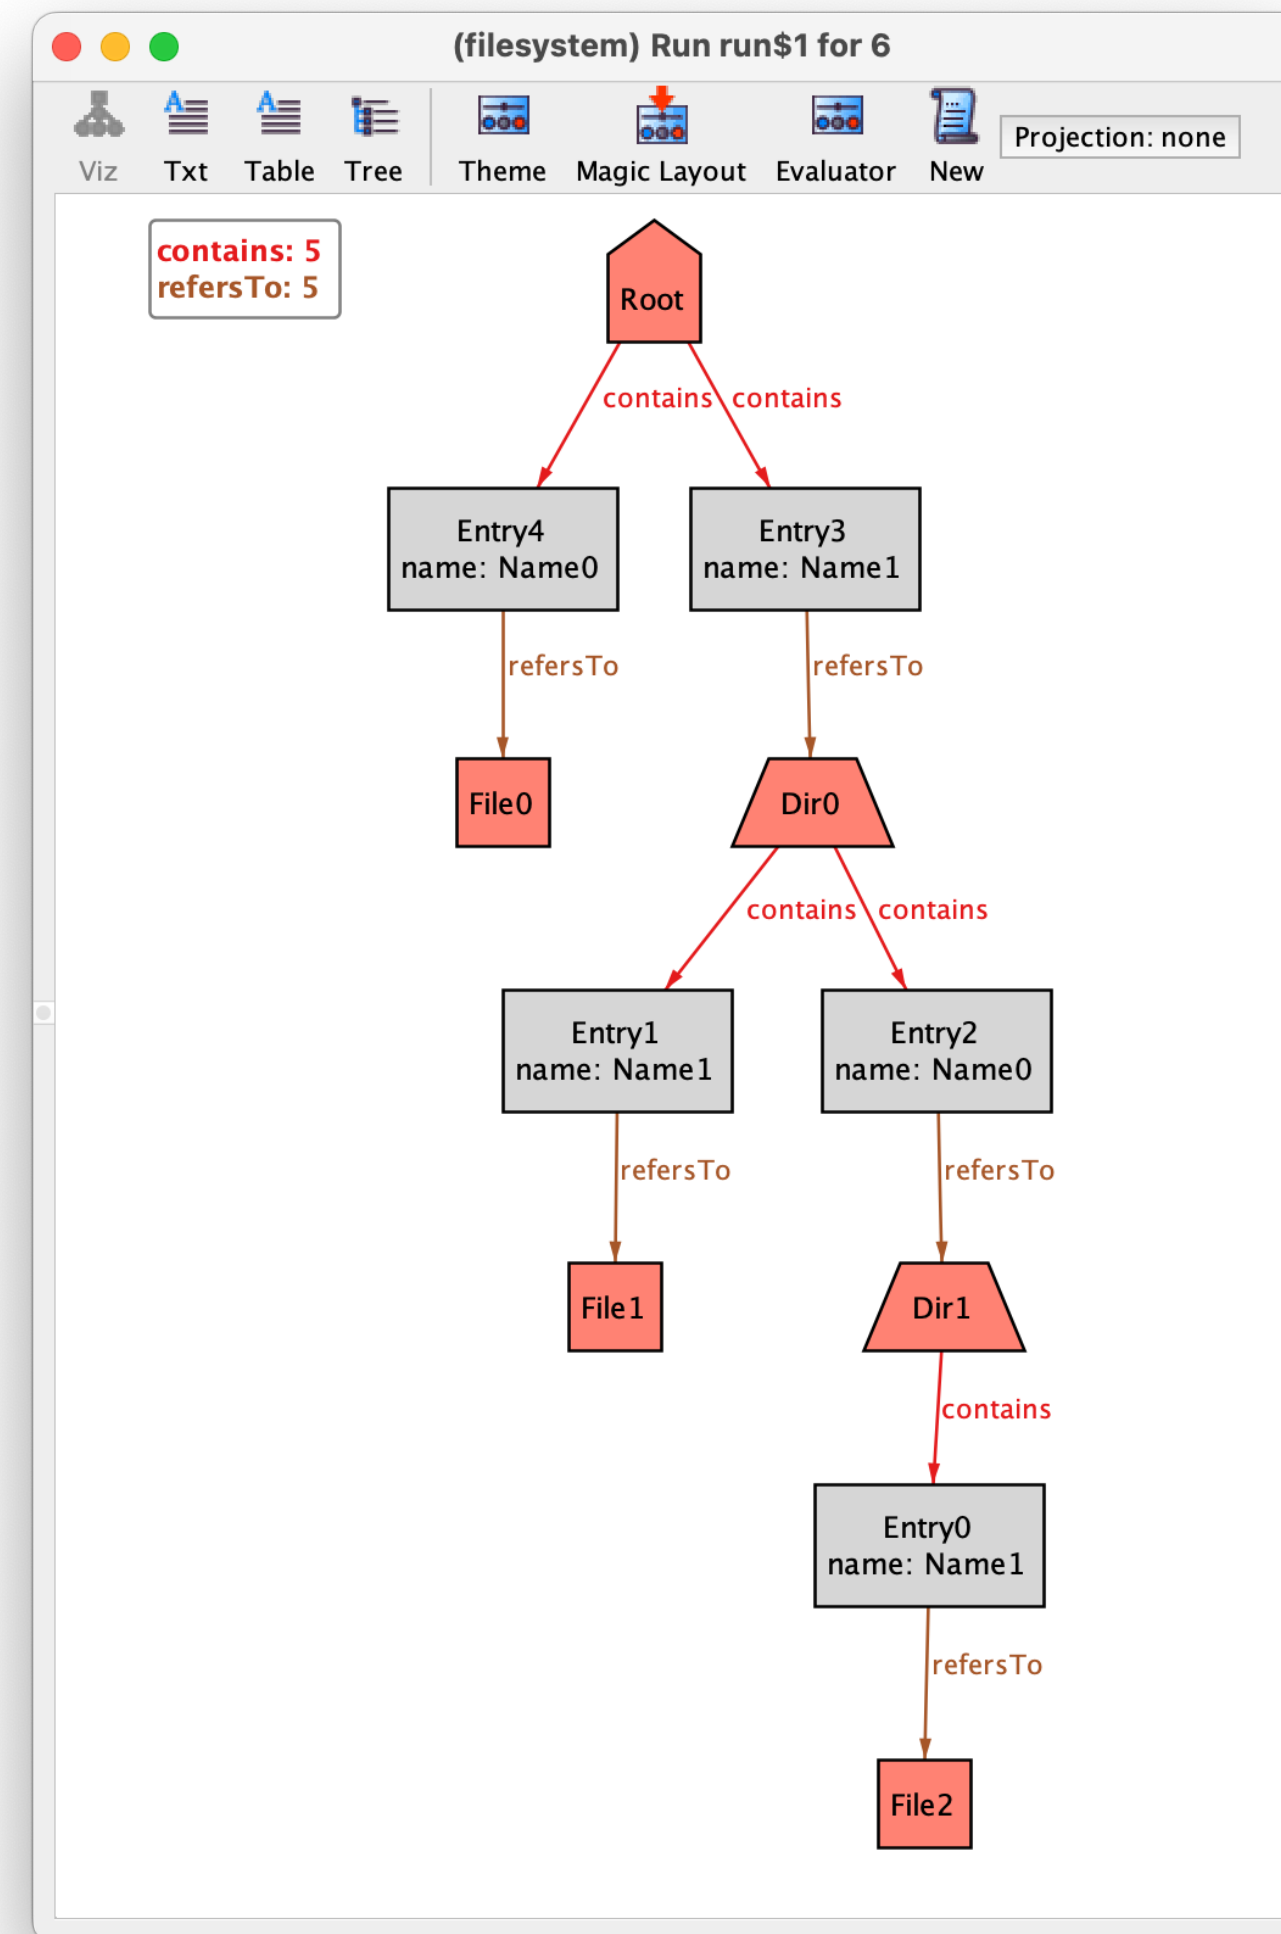 (filesystem) Run run$1 for 6
Viz Txt Table Tree Theme Magic Layout Evaluator New Projection: none
contains: 5
refersTo: 5
Root
contains contains
Entry4
name: Name0
Entry3
name: Name1
refersTo refersTo
File0 Dir0
contains contains
Entry1
name: Name1
Entry2
name: Name0
refersTo refersTo
File1 Dir1
contains
Entry0
name: Name1
refersTo
File2